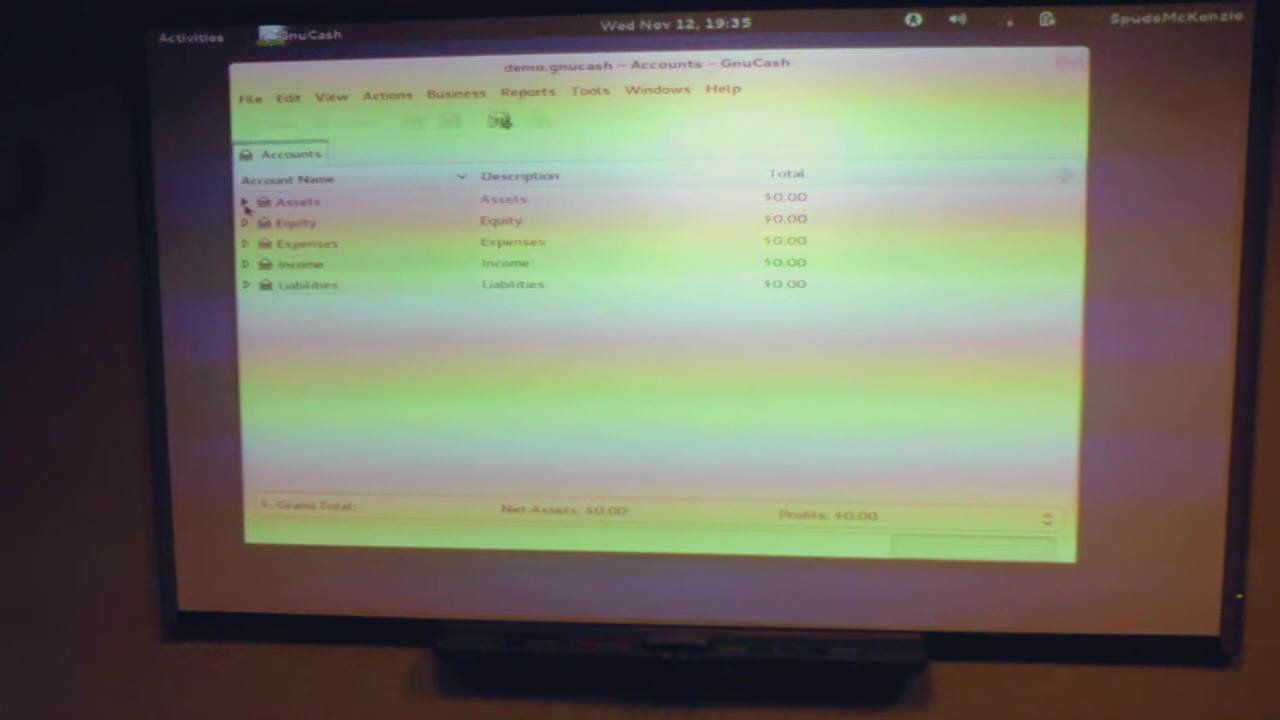 Activities GnuCash Wed Nov 12, 19:35 SpudsMcKenzie
demo.gnucash – Accounts – GnuCash
File Edit View Actions Business Reports Tools Windows Help
Accounts
Account Name Description Total
Assets Assets $0.00
Equity Equity $0.00
Expenses Expenses $0.00
Income Income $0.00
Liabilities Liabilities $0.00
$, Grand Total: Net Assets: $0.00 Profits: $0.00